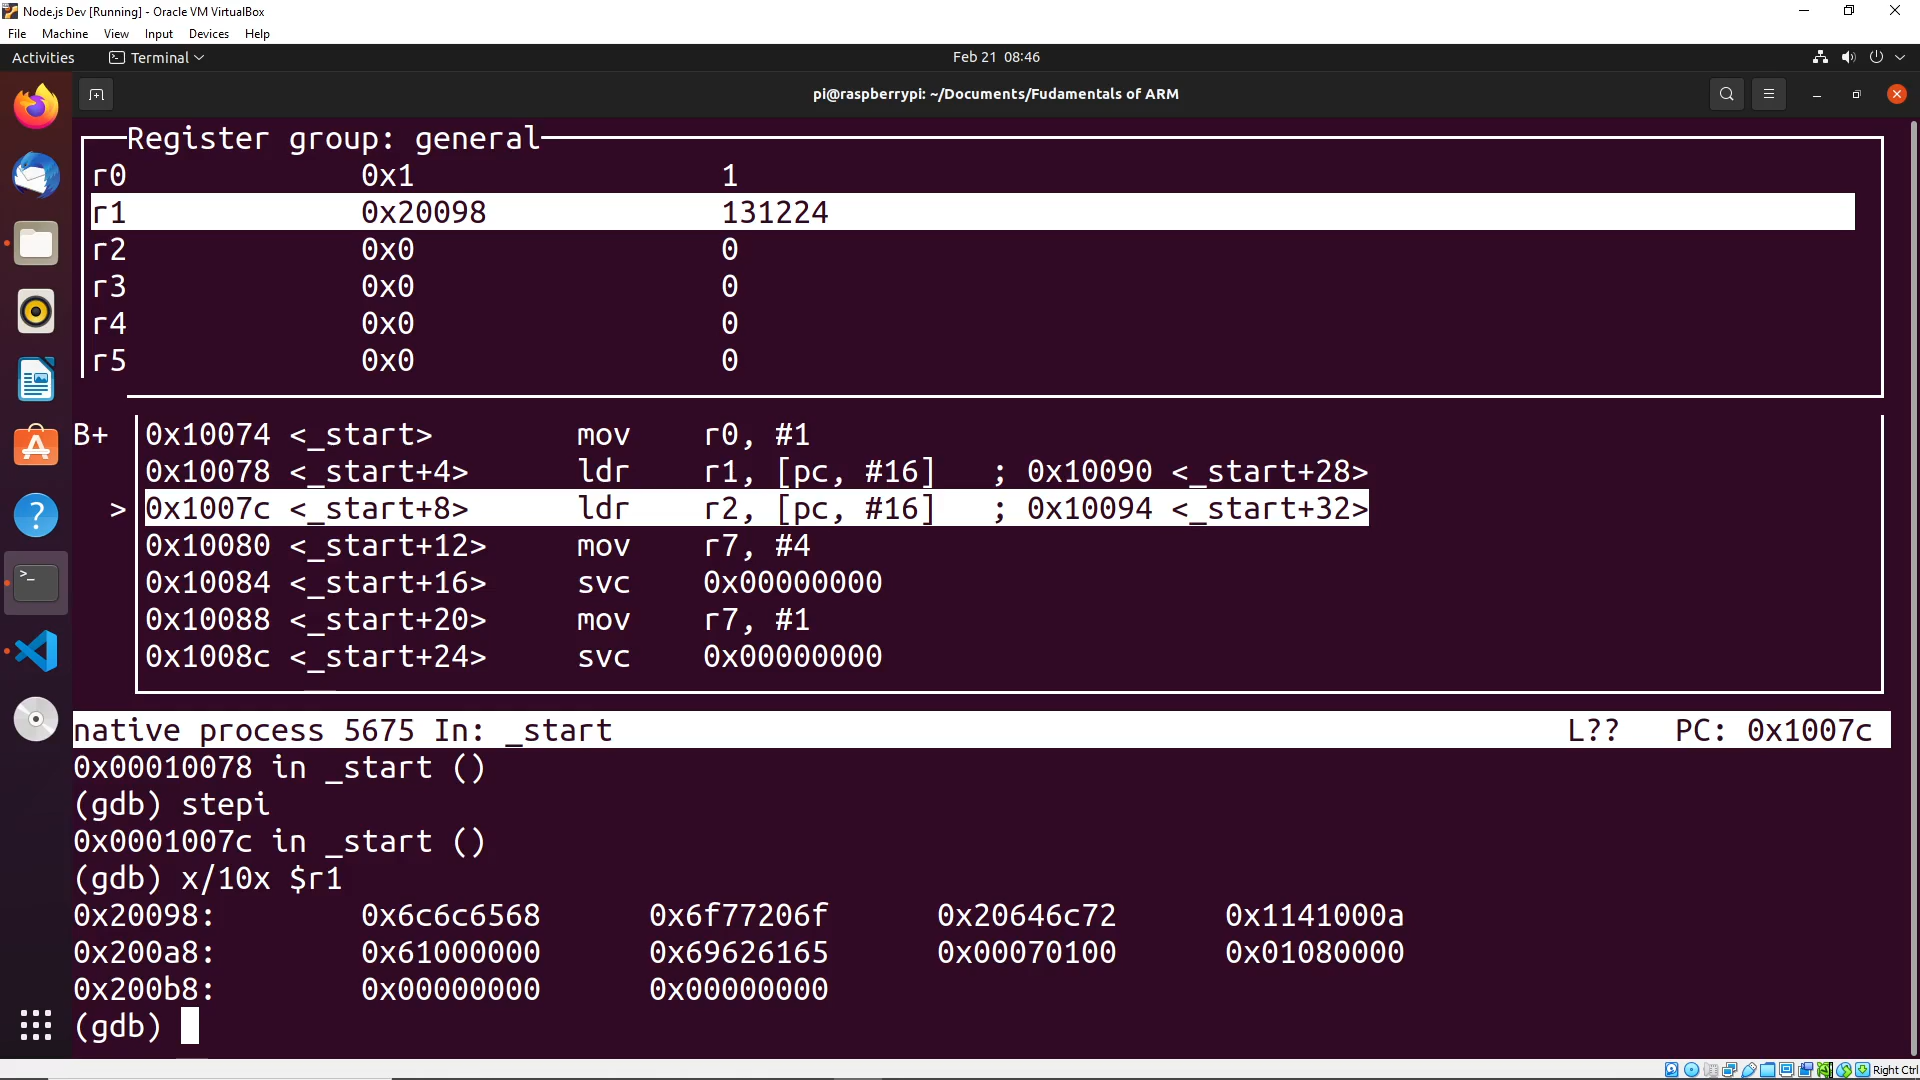 Node.js Dev [Running] - Oracle VM VirtualBox
File Machine View Input Devices Help
Activities Terminal Feb 21 08:46
pi@raspberrypi: ~/Documents/Fudamentals of ARM
Register group: general
r0 0x1 1
r1 0x20098 131224
r2 0x0 0
r3 0x0 0
r4 0x0 0
r5 0x0 0
B+ 0x10074 <_start> mov r0, #1
0x10078 <_start+4> ldr r1, [pc, #16] ; 0x10090 <_start+28>
> 0x1007c <_start+8> ldr r2, [pc, #16] ; 0x10094 <_start+32>
0x10080 <_start+12> mov r7, #4
0x10084 <_start+16> svc 0x00000000
0x10088 <_start+20> mov r7, #1
0x1008c <_start+24> svc 0x00000000
native process 5675 In: _start L?? PC: 0x1007c
0x00010078 in _start ()
(gdb) stepi
0x0001007c in _start ()
(gdb) x/10x $r1
0x20098: 0x6c6c6568 0x6f77206f 0x20646c72 0x1141000a
0x200a8: 0x61000000 0x69626165 0x00070100 0x01080000
0x200b8: 0x00000000 0x00000000
(gdb)
Right Ctrl